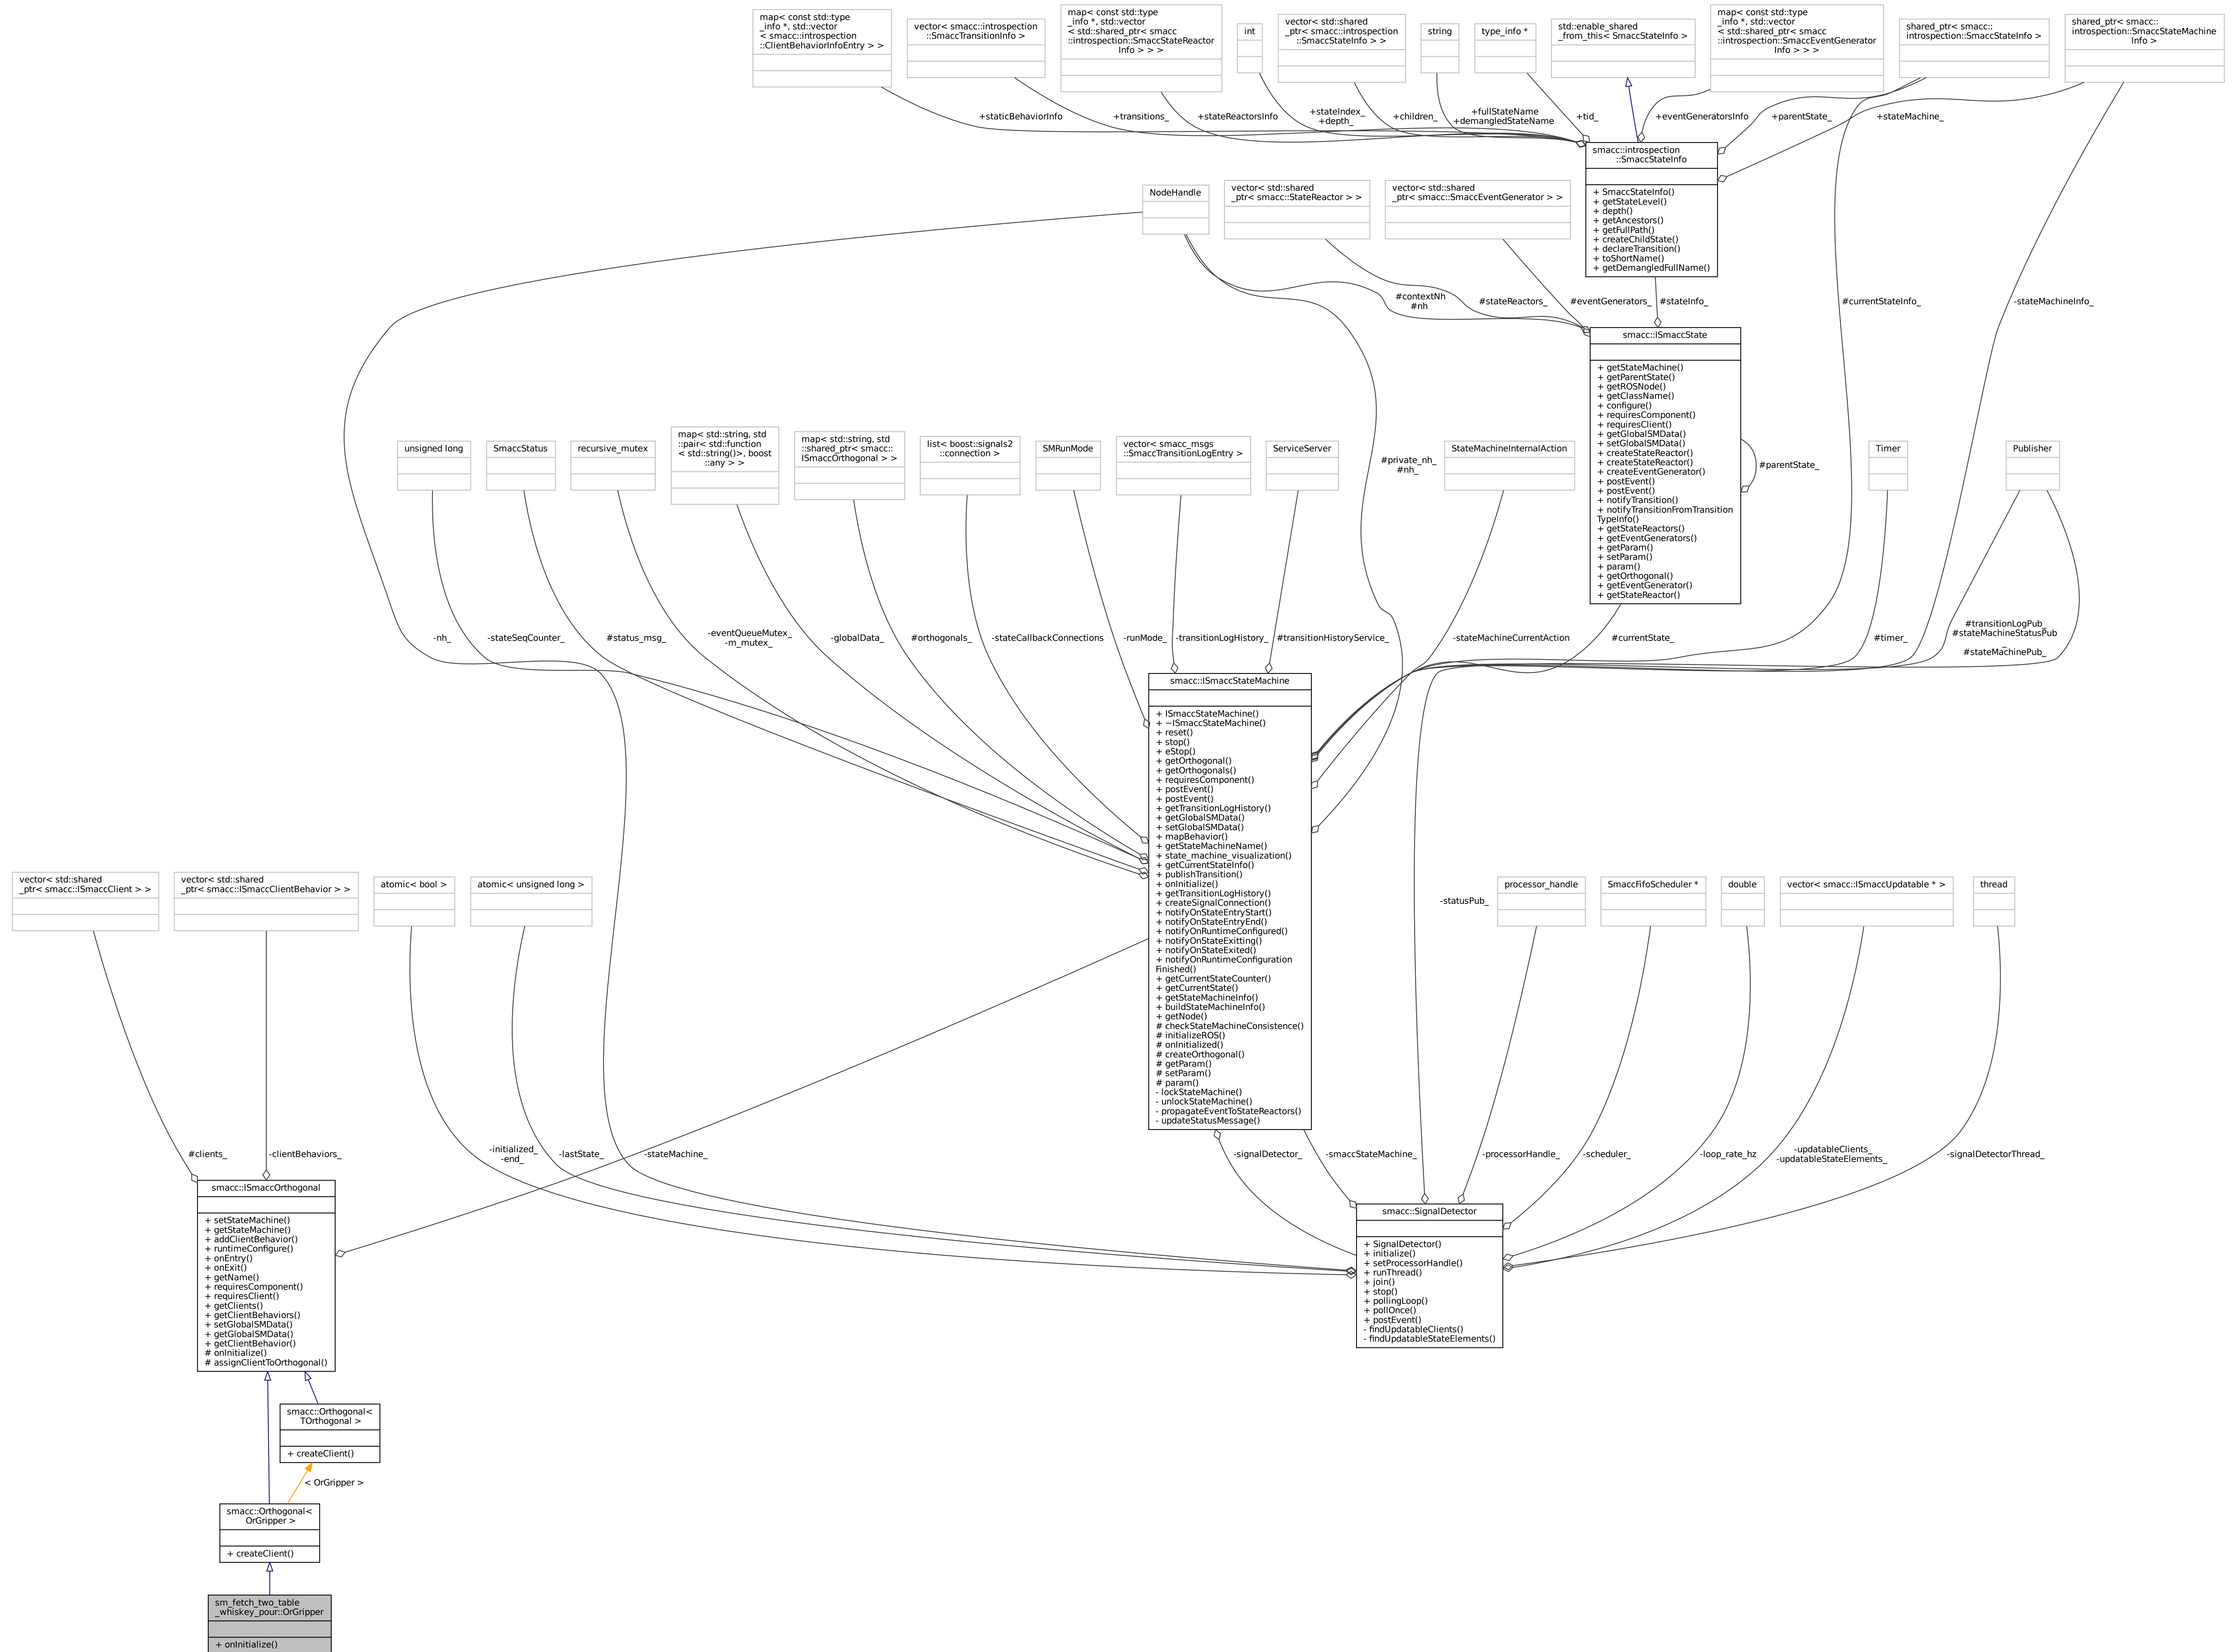 map< const std::type
_info *, std::vector
< smacc::introspection
::ClientBehaviorInfoEntry > >
vector< smacc::introspection
::SmaccTransitionInfo >
map< const std::type
_info *, std::vector
< std::shared_ptr< smacc
::introspection::SmaccStateReactor
Info > > >
int
vector< std::shared
_ptr< smacc::introspection
::SmaccStateInfo > >
string
type_info *
std::enable_shared
_from_this< SmaccStateInfo >
map< const std::type
_info *, std::vector
< std::shared_ptr< smacc
::introspection::SmaccEventGenerator
Info > > >
shared_ptr< smacc::
introspection::SmaccStateInfo >
shared_ptr< smacc::
introspection::SmaccStateMachine
Info >
+staticBehaviorInfo
+transitions_
+stateReactorsInfo
+stateIndex_
+depth_
+children_
+fullStateName
+demangledStateName
+tid_
+eventGeneratorsInfo
+parentState_
+stateMachine_
smacc::introspection
::SmaccStateInfo
+ SmaccStateInfo()
+ getStateLevel()
+ depth()
+ getAncestors()
+ getFullPath()
+ createChildState()
+ declareTransition()
+ toShortName()
+ getDemangledFullName()
NodeHandle
vector< std::shared
_ptr< smacc::StateReactor > >
vector< std::shared
_ptr< smacc::SmaccEventGenerator > >
#contextNh
#nh
#stateReactors_
#eventGenerators_
#stateInfo_
#currentStateInfo_
-stateMachineInfo_
smacc::ISmaccState
+ getStateMachine()
+ getParentState()
+ getROSNode()
+ getClassName()
+ configure()
+ requiresComponent()
+ requiresClient()
+ getGlobalSMData()
+ setGlobalSMData()
+ createStateReactor()
+ createStateReactor()
+ createEventGenerator()
+ postEvent()
+ postEvent()
+ notifyTransition()
+ notifyTransitionFromTransition
TypeInfo()
+ getStateReactors()
+ getEventGenerators()
+ getParam()
+ setParam()
+ param()
+ getOrthogonal()
+ getEventGenerator()
+ getStateReactor()
#parentState_
unsigned long
SmaccStatus
recursive_mutex
map< std::string, std
::pair< std::function
< std::string()>, boost
::any > >
map< std::string, std
::shared_ptr< smacc::
ISmaccOrthogonal > >
list< boost::signals2
::connection >
SMRunMode
vector< smacc_msgs
::SmaccTransitionLogEntry >
ServiceServer
#private_nh_
#nh_
StateMachineInternalAction
Timer
Publisher
-nh_
-stateSeqCounter_
#status_msg_
-eventQueueMutex_
-m_mutex_
-globalData_
#orthogonals_
-stateCallbackConnections
-runMode_
-transitionLogHistory_
#transitionHistoryService_
-stateMachineCurrentAction
#currentState_
#timer_
#transitionLogPub_
#stateMachineStatusPub
_
#stateMachinePub_
smacc::ISmaccStateMachine
+ ISmaccStateMachine()
+ ~ISmaccStateMachine()
+ reset()
+ stop()
+ eStop()
+ getOrthogonal()
+ getOrthogonals()
+ requiresComponent()
+ postEvent()
+ postEvent()
+ getTransitionLogHistory()
+ getGlobalSMData()
+ setGlobalSMData()
+ mapBehavior()
+ getStateMachineName()
+ state_machine_visualization()
+ getCurrentStateInfo()
+ publishTransition()
+ onInitialize()
+ getTransitionLogHistory()
+ createSignalConnection()
+ notifyOnStateEntryStart()
+ notifyOnStateEntryEnd()
+ notifyOnRuntimeConfigured()
+ notifyOnStateExitting()
+ notifyOnStateExited()
+ notifyOnRuntimeConfiguration
Finished()
+ getCurrentStateCounter()
+ getCurrentState()
+ getStateMachineInfo()
+ buildStateMachineInfo()
+ getNode()
# checkStateMachineConsistence()
# initializeROS()
# onInitialized()
# createOrthogonal()
# getParam()
# setParam()
# param()
- lockStateMachine()
- unlockStateMachine()
- propagateEventToStateReactors()
- updateStatusMessage()
vector< std::shared
_ptr< smacc::ISmaccClient > >
vector< std::shared
_ptr< smacc::ISmaccClientBehavior > >
atomic< bool >
atomic< unsigned long >
-statusPub_
processor_handle
SmaccFifoScheduler *
double
vector< smacc::ISmaccUpdatable * >
thread
#clients_
-clientBehaviors_
-initialized_
-end_
-lastState_
-stateMachine_
-signalDetector_
-smaccStateMachine_
-processorHandle_
-scheduler_
-loop_rate_hz
-updatableClients_
-updatableStateElements_
-signalDetectorThread_
smacc::ISmaccOrthogonal
+ setStateMachine()
+ getStateMachine()
+ addClientBehavior()
+ runtimeConfigure()
+ onEntry()
+ onExit()
+ getName()
+ requiresComponent()
+ requiresClient()
+ getClients()
+ getClientBehaviors()
+ setGlobalSMData()
+ getGlobalSMData()
+ getClientBehavior()
# onInitialize()
# assignClientToOrthogonal()
smacc::SignalDetector
+ SignalDetector()
+ initialize()
+ setProcessorHandle()
+ runThread()
+ join()
+ stop()
+ pollingLoop()
+ pollOnce()
+ postEvent()
- findUpdatableClients()
- findUpdatableStateElements()
smacc::Orthogonal<
TOrthogonal >
+ createClient()
< OrGripper >
smacc::Orthogonal<
OrGripper >
+ createClient()
sm_fetch_two_table
_whiskey_pour::OrGripper
+ onInitialize()